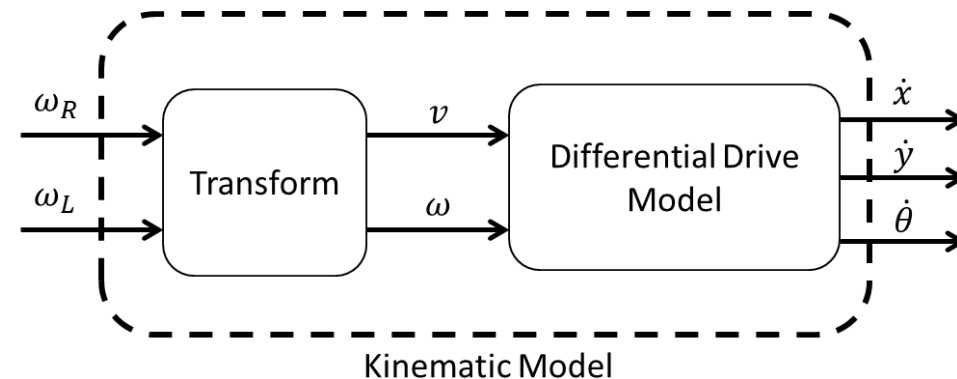 ω_R
ω_L
Transform
v
ω
Differential Drive
Model
ẋ
ẏ
θ̇
Kinematic Model